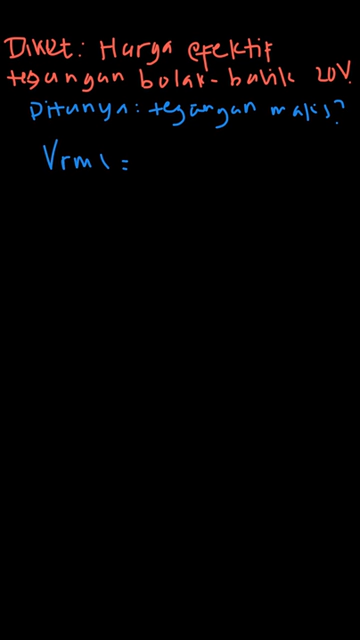 Diket: Harga efektif
tegangan bolak-balik 20V.
Ditanya: tegangan maks?
Vrms =